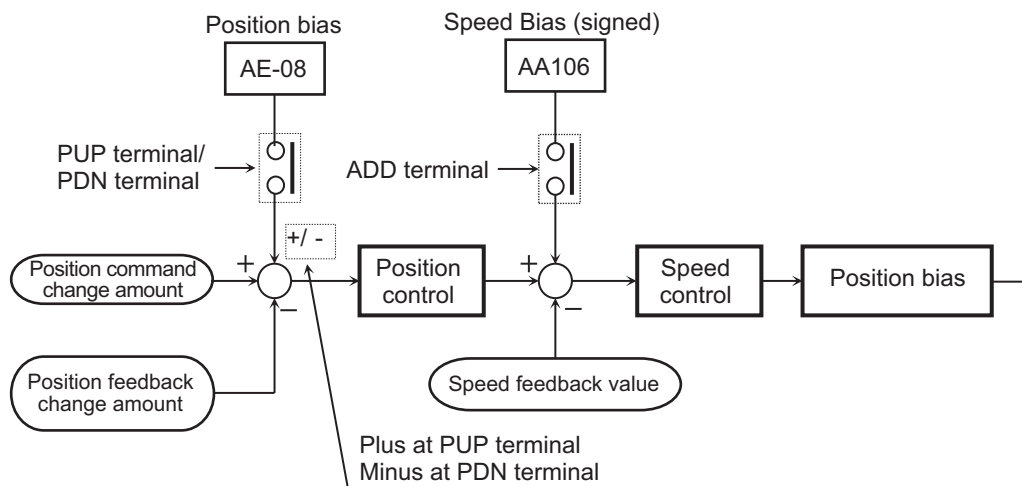 Position bias
Speed Bias (signed)
AE-08
AA106
PUP terminal/
PDN terminal
ADD terminal
+/ -
Position command
change amount
+
−
Position
control
+
−
Speed
control
Position bias
Position feedback
change amount
Speed feedback value
Plus at PUP terminal
Minus at PDN terminal